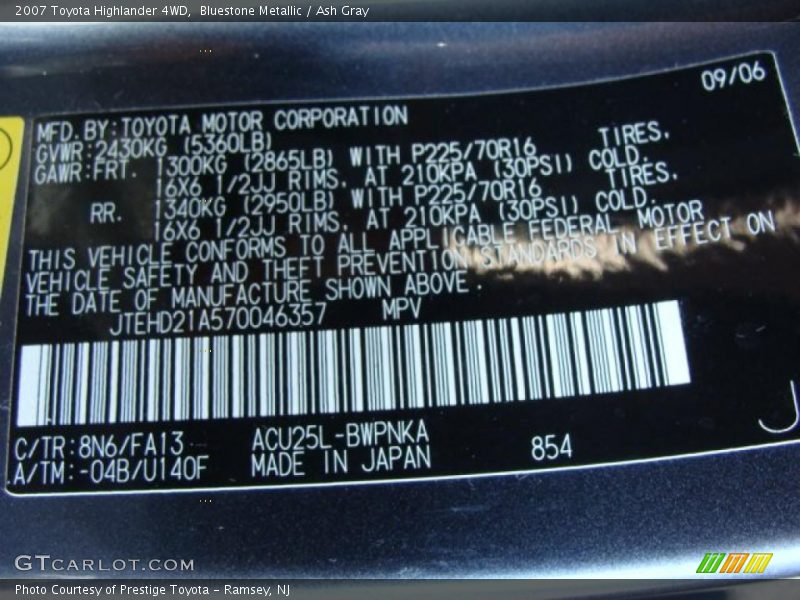 2007 Toyota Highlander 4WD, Bluestone Metallic / Ash Gray
09/06
MFD.BY:TOYOTA MOTOR CORPORATION
GVWR:2430KG (5360LB)
GAWR:FRT. 1300KG (2865LB) WITH P225/70R16 TIRES,
16X6 1/2JJ RIMS, AT 210KPA (30PSI) COLD.
RR. 1340KG (2950LB) WITH P225/70R16 TIRES,
16X6 1/2JJ RIMS, AT 210KPA (30PSI) COLD.
THIS VEHICLE CONFORMS TO ALL APPLICABLE FEDERAL MOTOR
VEHICLE SAFETY AND THEFT PREVENTION STANDARDS IN EFFECT ON
THE DATE OF MANUFACTURE SHOWN ABOVE.
JTEHD21A570046357 MPV
C/TR:8N6/FA13 ACU25L-BWPNKA 854
A/TM:-04B/U140F MADE IN JAPAN
J
GTCARLOT.COM
Photo Courtesy of Prestige Toyota - Ramsey, NJ